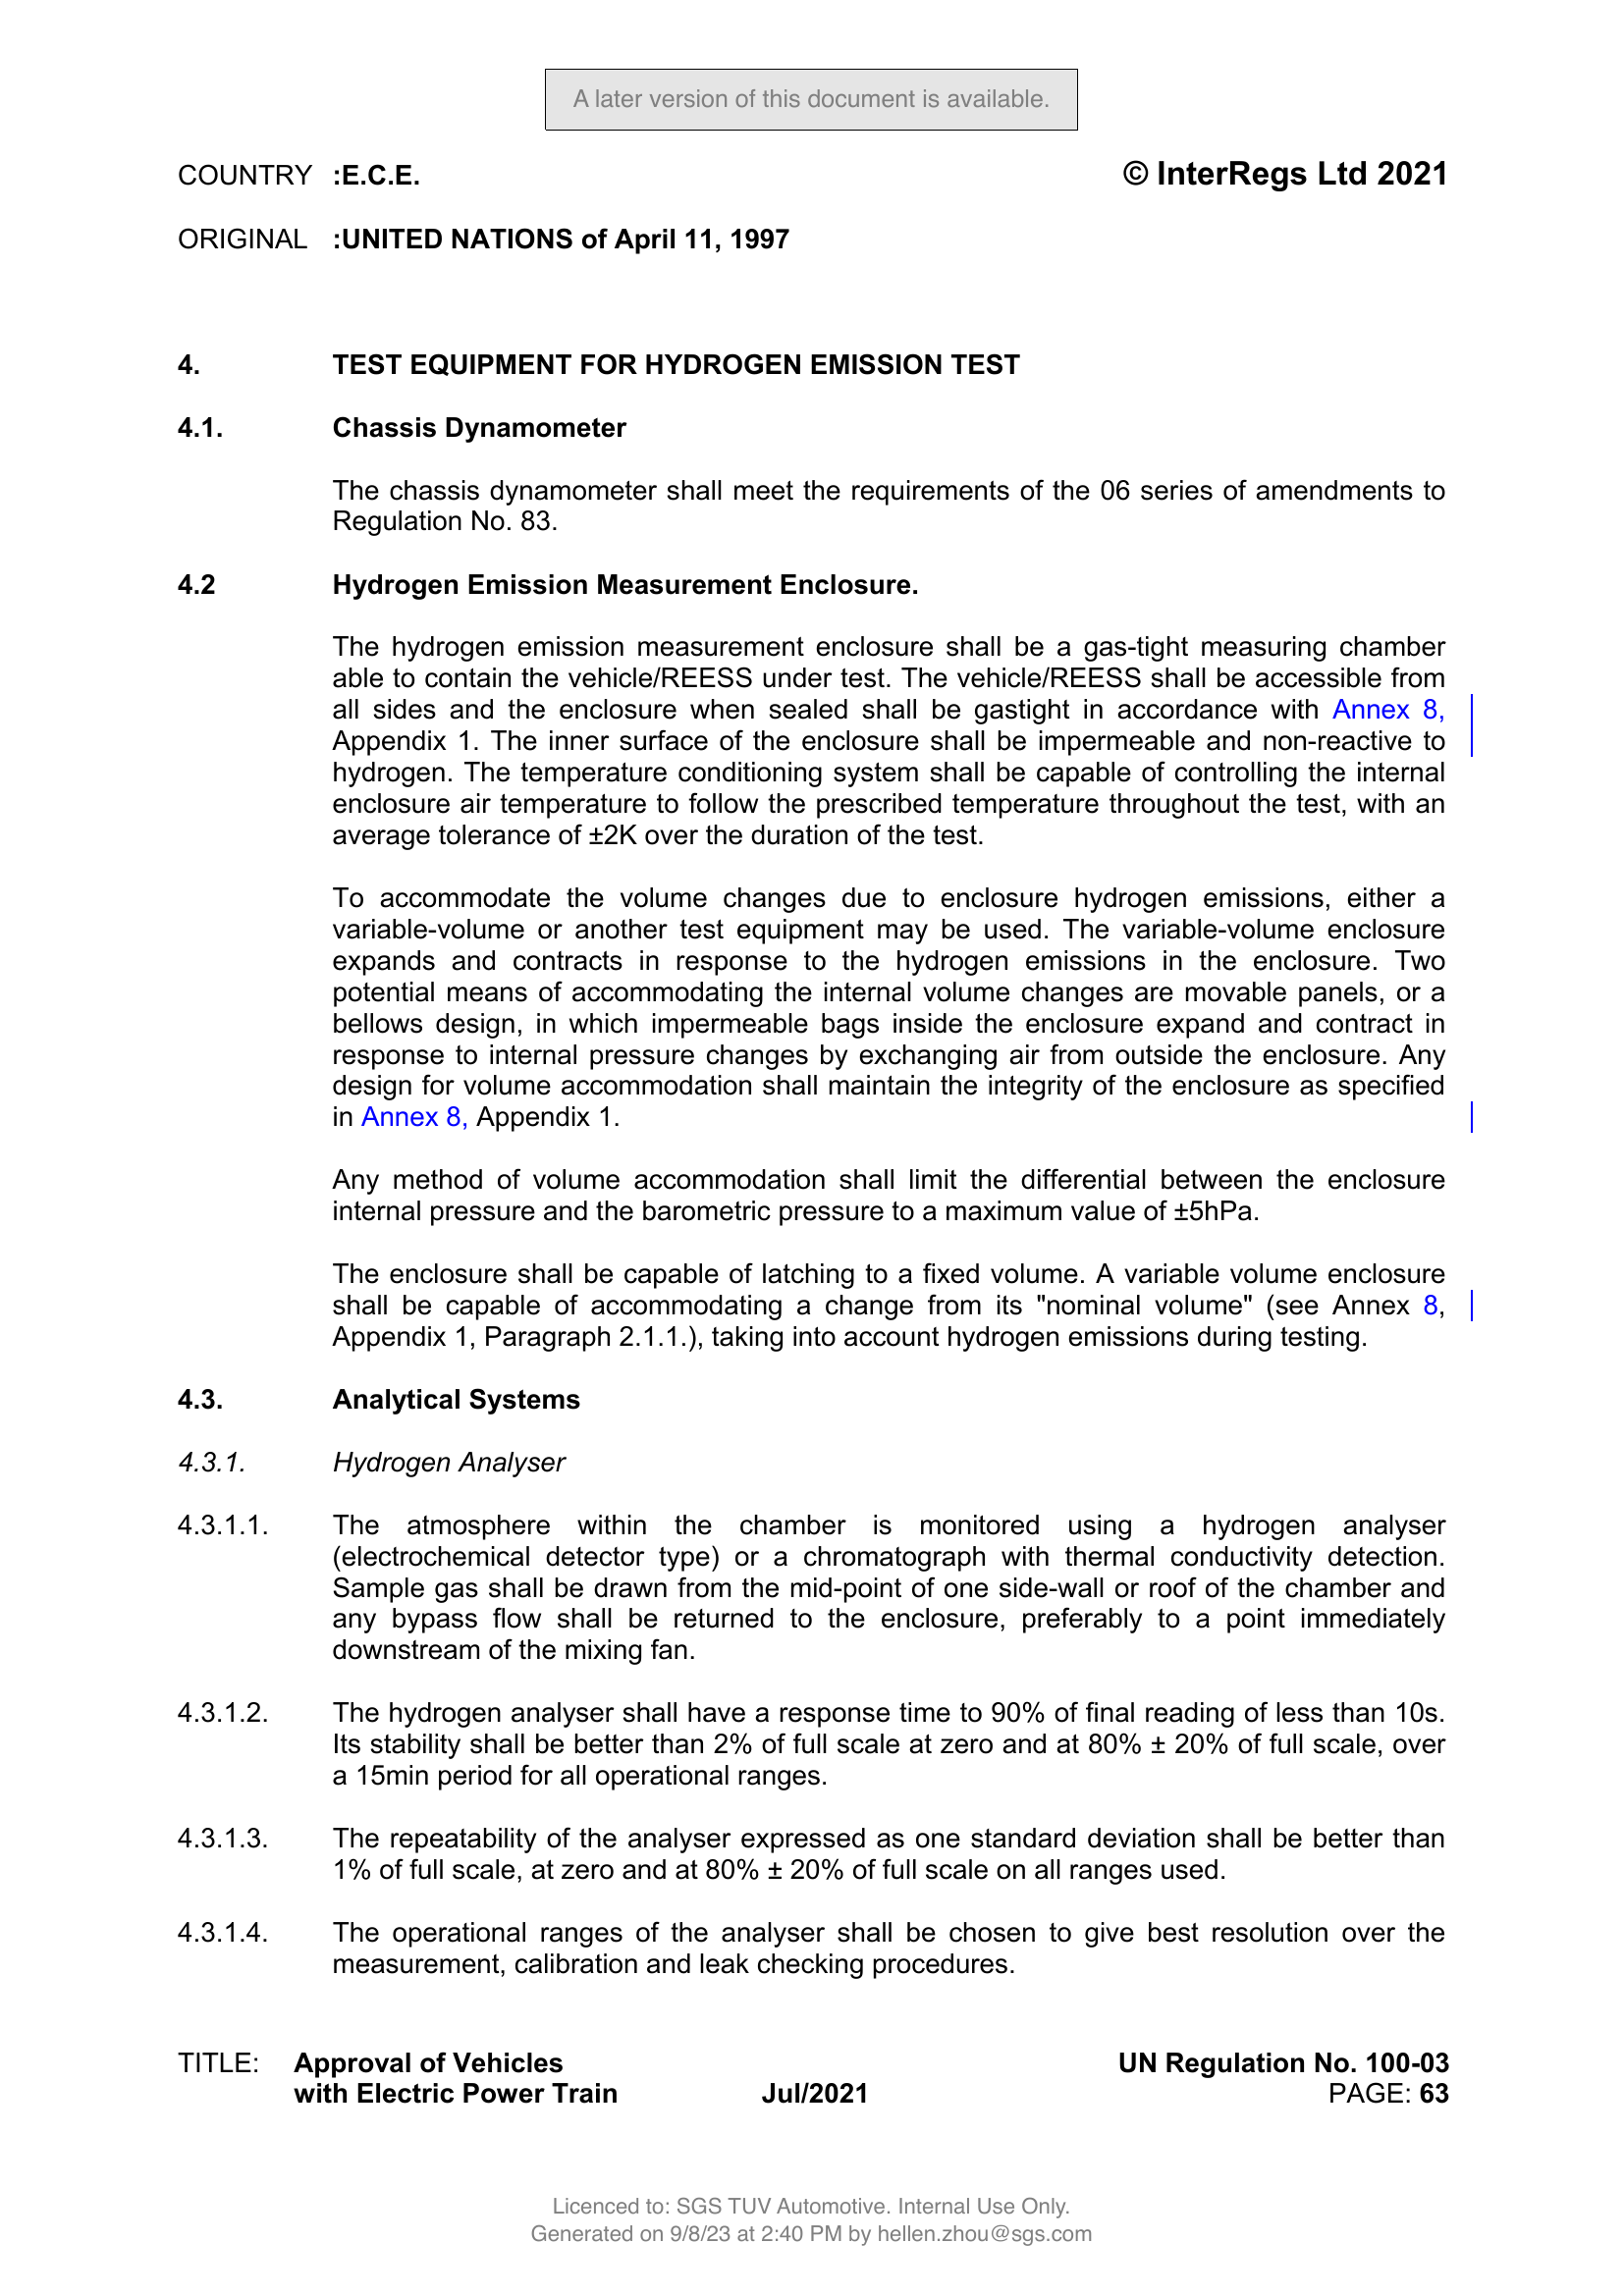 A later version of this document is available.
COUNTRY :E.C.E. © InterRegs Ltd 2021
ORIGINAL :UNITED NATIONS of April 11, 1997
4. TEST EQUIPMENT FOR HYDROGEN EMISSION TEST
4.1. Chassis Dynamometer
The chassis dynamometer shall meet the requirements of the 06 series of amendments to
Regulation No. 83.
4.2 Hydrogen Emission Measurement Enclosure.
The hydrogen emission measurement enclosure shall be a gas-tight measuring chamber
able to contain the vehicle/REESS under test. The vehicle/REESS shall be accessible from
all sides and the enclosure when sealed shall be gastight in accordance with Annex 8,
Appendix 1. The inner surface of the enclosure shall be impermeable and non-reactive to
hydrogen. The temperature conditioning system shall be capable of controlling the internal
enclosure air temperature to follow the prescribed temperature throughout the test, with an
average tolerance of ±2K over the duration of the test.
To accommodate the volume changes due to enclosure hydrogen emissions, either a
variable-volume or another test equipment may be used. The variable-volume enclosure
expands and contracts in response to the hydrogen emissions in the enclosure. Two
potential means of accommodating the internal volume changes are movable panels, or a
bellows design, in which impermeable bags inside the enclosure expand and contract in
response to internal pressure changes by exchanging air from outside the enclosure. Any
design for volume accommodation shall maintain the integrity of the enclosure as specified
in Annex 8, Appendix 1.
Any method of volume accommodation shall limit the differential between the enclosure
internal pressure and the barometric pressure to a maximum value of ±5hPa.
The enclosure shall be capable of latching to a fixed volume. A variable volume enclosure
shall be capable of accommodating a change from its "nominal volume" (see Annex 8,
Appendix 1, Paragraph 2.1.1.), taking into account hydrogen emissions during testing.
4.3. Analytical Systems
4.3.1. Hydrogen Analyser
4.3.1.1. The atmosphere within the chamber is monitored using a hydrogen analyser
(electrochemical detector type) or a chromatograph with thermal conductivity detection.
Sample gas shall be drawn from the mid-point of one side-wall or roof of the chamber and
any bypass flow shall be returned to the enclosure, preferably to a point immediately
downstream of the mixing fan.
4.3.1.2. The hydrogen analyser shall have a response time to 90% of final reading of less than 10s.
Its stability shall be better than 2% of full scale at zero and at 80% ± 20% of full scale, over
a 15min period for all operational ranges.
4.3.1.3. The repeatability of the analyser expressed as one standard deviation shall be better than
1% of full scale, at zero and at 80% ± 20% of full scale on all ranges used.
4.3.1.4. The operational ranges of the analyser shall be chosen to give best resolution over the
measurement, calibration and leak checking procedures.
TITLE: Approval of Vehicles UN Regulation No. 100-03
with Electric Power Train Jul/2021 PAGE: 63
Licenced to: SGS TUV Automotive. Internal Use Only.
Generated on 9/8/23 at 2:40 PM by hellen.zhou@sgs.com